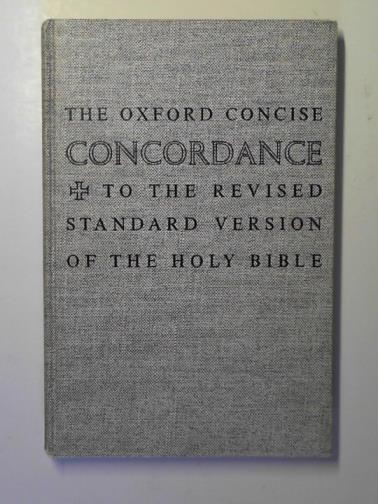 THE OXFORD CONCISE
CONCORDANCE
✠ TO THE REVISED
STANDARD VERSION
OF THE HOLY BIBLE